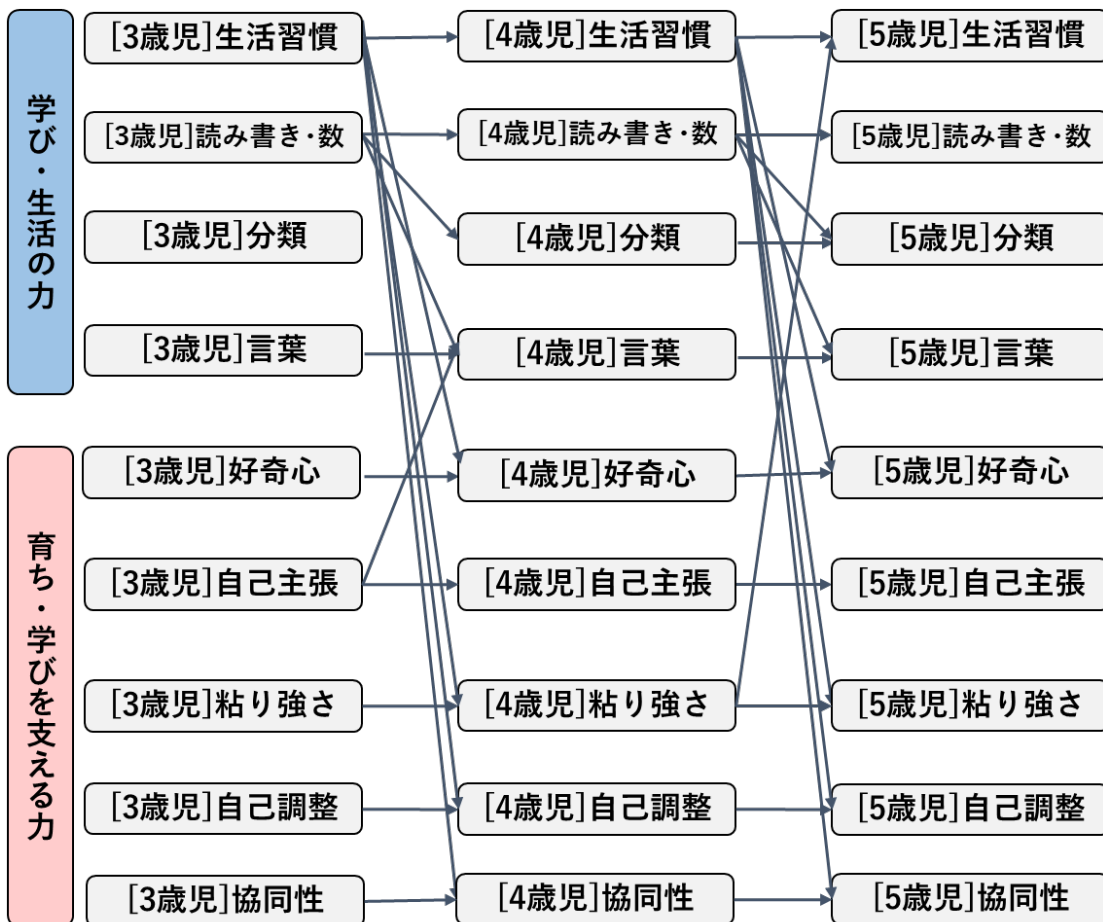 学び・生活の力
[3歳児]生活習慣
[4歳児]生活習慣
[5歳児]生活習慣
[3歳児]読み書き・数
[4歳児]読み書き・数
[5歳児]読み書き・数
[3歳児]分類
[4歳児]分類
[5歳児]分類
[3歳児]言葉
[4歳児]言葉
[5歳児]言葉
育ち・学びを支える力
[3歳児]好奇心
[4歳児]好奇心
[5歳児]好奇心
[3歳児]自己主張
[4歳児]自己主張
[5歳児]自己主張
[3歳児]粘り強さ
[4歳児]粘り強さ
[5歳児]粘り強さ
[3歳児]自己調整
[4歳児]自己調整
[5歳児]自己調整
[3歳児]協同性
[4歳児]協同性
[5歳児]協同性